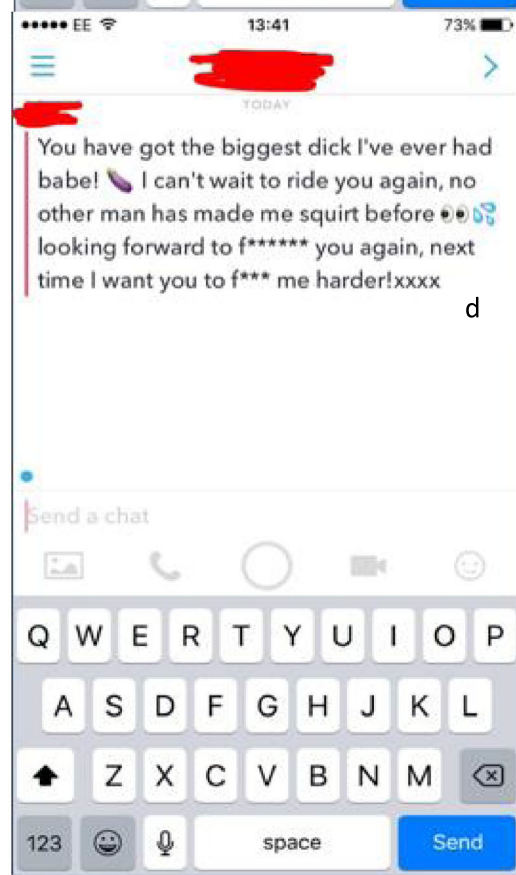 EE 13:41 73%
TODAY
You have got the biggest dick I've ever had
babe! 🍆 I can't wait to ride you again, no
other man has made me squirt before 👀💦
looking forward to f****** you again, next
time I want you to f*** me harder!xxxx
d
Send a chat
Q W E R T Y U I O P
A S D F G H J K L
Z X C V B N M
123 space Send